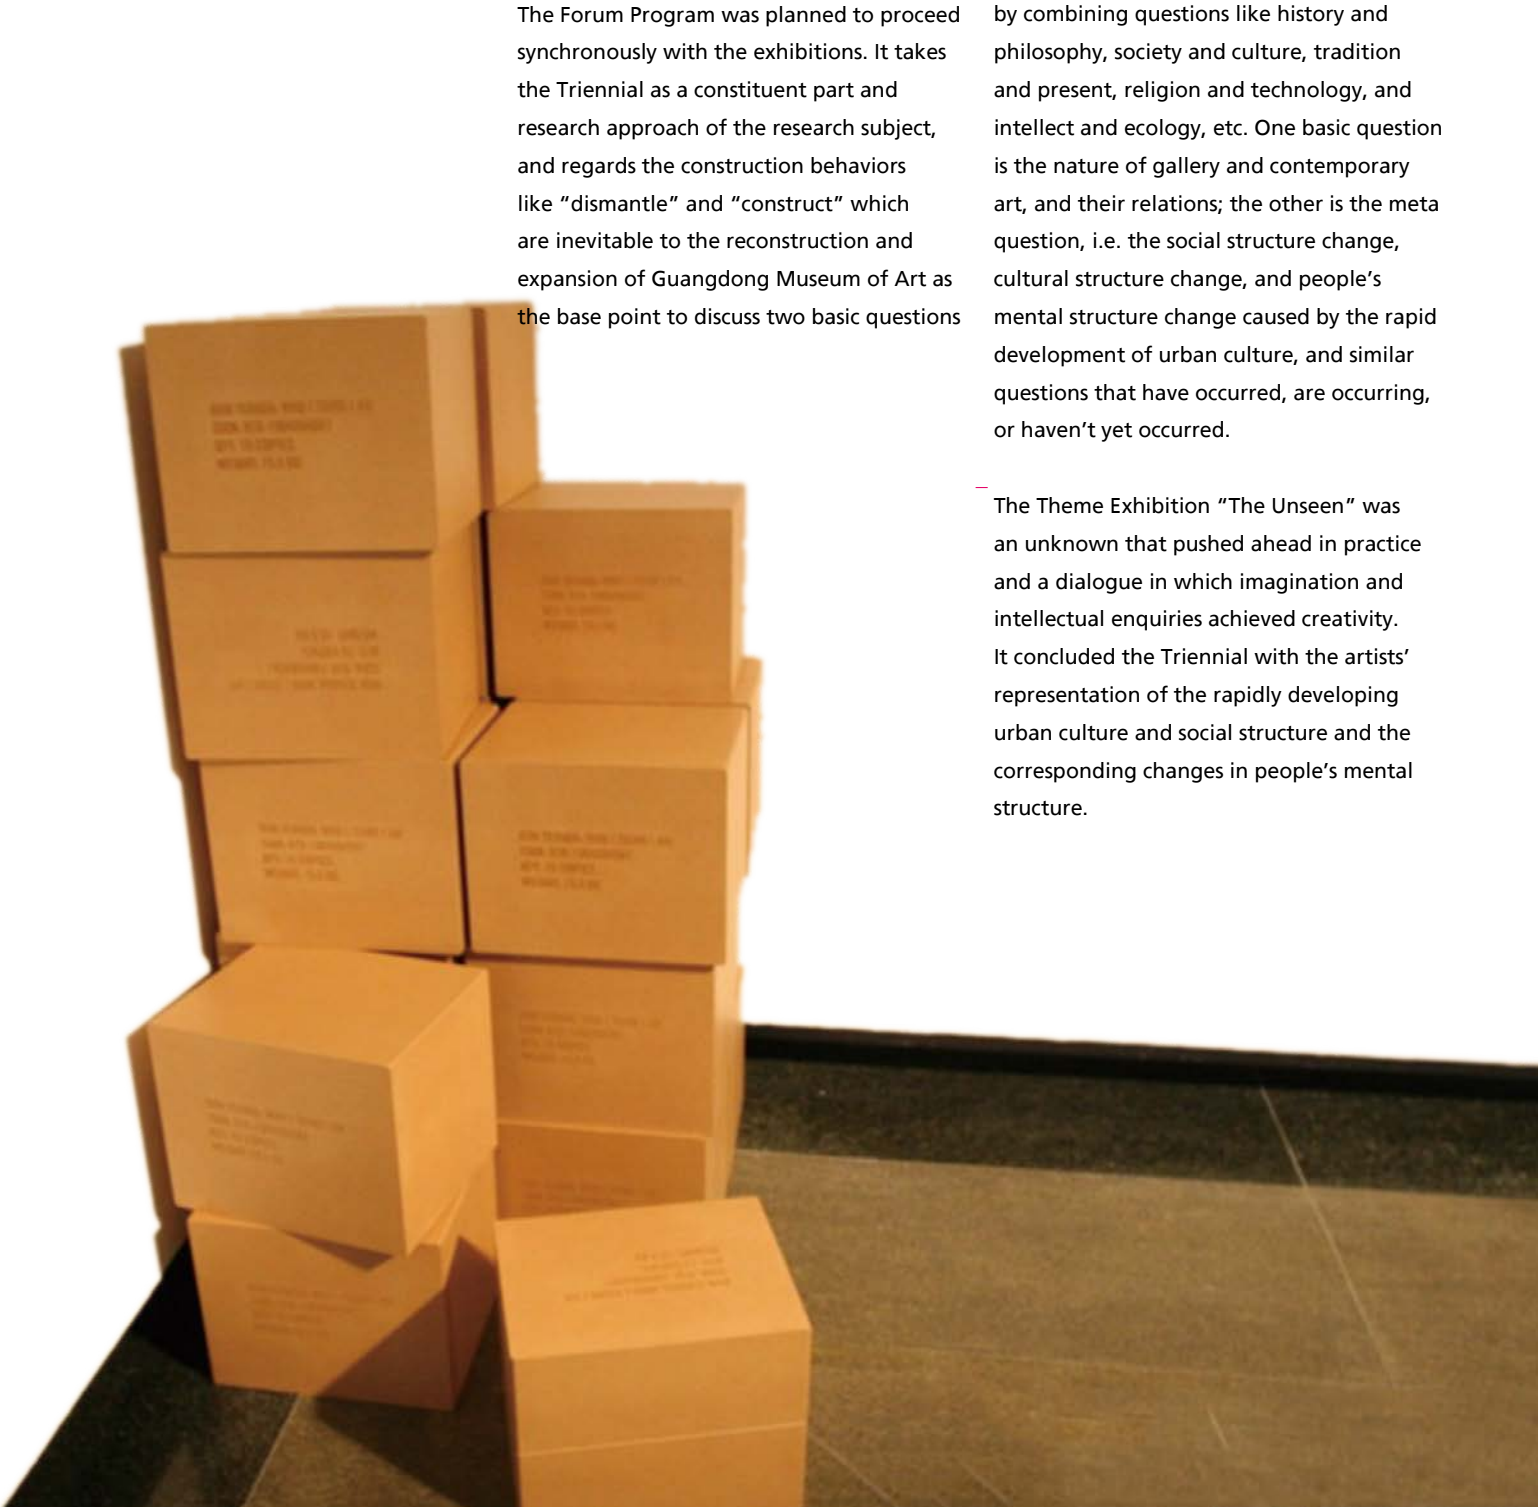 The Forum Program was planned to proceed
synchronously with the exhibitions. It takes
the Triennial as a constituent part and
research approach of the research subject,
and regards the construction behaviors
like “dismantle” and “construct” which
are inevitable to the reconstruction and
expansion of Guangdong Museum of Art as
the base point to discuss two basic questions
by combining questions like history and
philosophy, society and culture, tradition
and present, religion and technology, and
intellect and ecology, etc. One basic question
is the nature of gallery and contemporary
art, and their relations; the other is the meta
question, i.e. the social structure change,
cultural structure change, and people’s
mental structure change caused by the rapid
development of urban culture, and similar
questions that have occurred, are occurring,
or haven’t yet occurred.
The Theme Exhibition “The Unseen” was
an unknown that pushed ahead in practice
and a dialogue in which imagination and
intellectual enquiries achieved creativity.
It concluded the Triennial with the artists’
representation of the rapidly developing
urban culture and social structure and the
corresponding changes in people’s mental
structure.